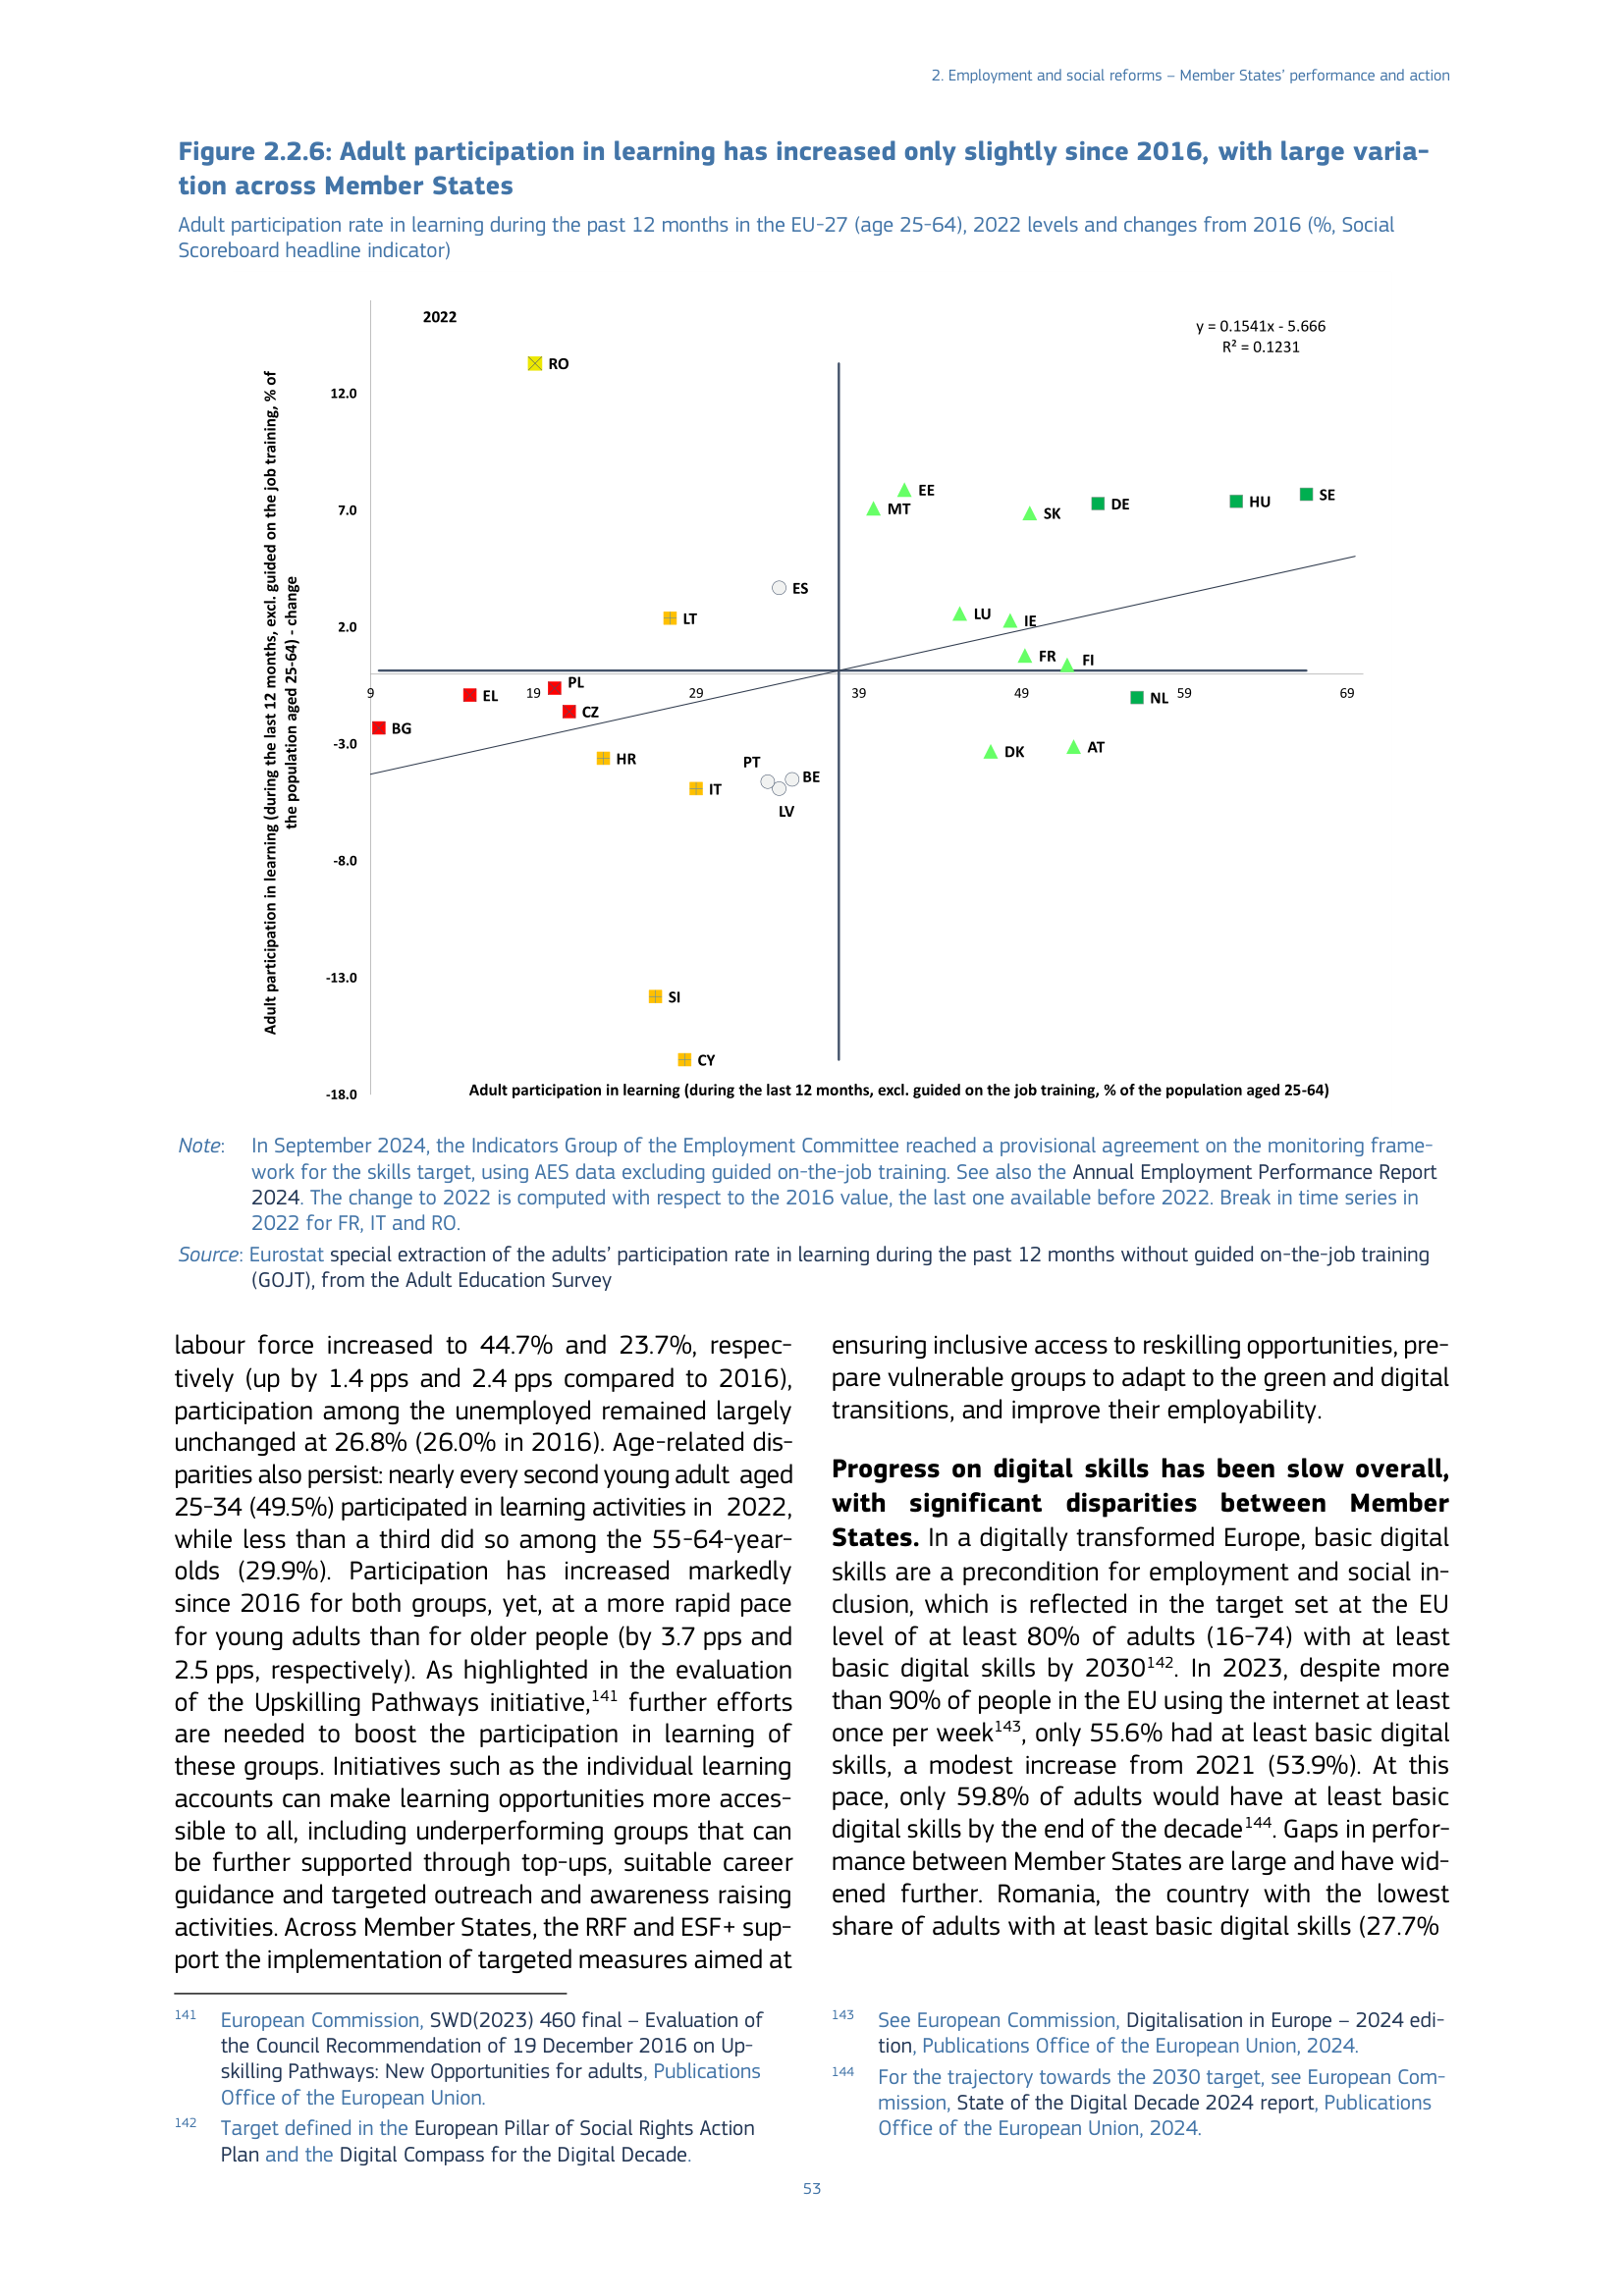 2. Employment and social reforms – Member States' performance and action
Figure 2.2.6: Adult participation in learning has increased only slightly since 2016, with large varia-
tion across Member States
Adult participation rate in learning during the past 12 months in the EU-27 (age 25-64), 2022 levels and changes from 2016 (%, Social
Scoreboard headline indicator)
2022
y = 0.1541x - 5.666
R² = 0.1231
Adult participation in learning (during the last 12 months, excl. guided on the job training, % of
the population aged 25-64) - change
12.0
7.0
2.0
-3.0
-8.0
-13.0
-18.0
9
19
29
39
49
59
69
RO
EE
MT
SK
DE
HU
SE
ES
LT
LU
IE
FR
FI
EL
PL
CZ
BG
NL
HR
IT
PT
BE
LV
DK
AT
SI
CY
Adult participation in learning (during the last 12 months, excl. guided on the job training, % of the population aged 25-64)
Note: In September 2024, the Indicators Group of the Employment Committee reached a provisional agreement on the monitoring frame-
work for the skills target, using AES data excluding guided on-the-job training. See also the Annual Employment Performance Report
2024. The change to 2022 is computed with respect to the 2016 value, the last one available before 2022. Break in time series in
2022 for FR, IT and RO.
Source: Eurostat special extraction of the adults' participation rate in learning during the past 12 months without guided on-the-job training
(GOJT), from the Adult Education Survey
labour force increased to 44.7% and 23.7%, respec-
tively (up by 1.4 pps and 2.4 pps compared to 2016),
participation among the unemployed remained largely
unchanged at 26.8% (26.0% in 2016). Age-related dis-
parities also persist: nearly every second young adult aged
25-34 (49.5%) participated in learning activities in 2022,
while less than a third did so among the 55-64-year-
olds (29.9%). Participation has increased markedly
since 2016 for both groups, yet, at a more rapid pace
for young adults than for older people (by 3.7 pps and
2.5 pps, respectively). As highlighted in the evaluation
of the Upskilling Pathways initiative,141 further efforts
are needed to boost the participation in learning of
these groups. Initiatives such as the individual learning
accounts can make learning opportunities more acces-
sible to all, including underperforming groups that can
be further supported through top-ups, suitable career
guidance and targeted outreach and awareness raising
activities. Across Member States, the RRF and ESF+ sup-
port the implementation of targeted measures aimed at
ensuring inclusive access to reskilling opportunities, pre-
pare vulnerable groups to adapt to the green and digital
transitions, and improve their employability.
Progress on digital skills has been slow overall,
with significant disparities between Member
States. In a digitally transformed Europe, basic digital
skills are a precondition for employment and social in-
clusion, which is reflected in the target set at the EU
level of at least 80% of adults (16-74) with at least
basic digital skills by 2030142. In 2023, despite more
than 90% of people in the EU using the internet at least
once per week143, only 55.6% had at least basic digital
skills, a modest increase from 2021 (53.9%). At this
pace, only 59.8% of adults would have at least basic
digital skills by the end of the decade144. Gaps in perfor-
mance between Member States are large and have wid-
ened further. Romania, the country with the lowest
share of adults with at least basic digital skills (27.7%
141 European Commission, SWD(2023) 460 final – Evaluation of
the Council Recommendation of 19 December 2016 on Up-
skilling Pathways: New Opportunities for adults, Publications
Office of the European Union.
142 Target defined in the European Pillar of Social Rights Action
Plan and the Digital Compass for the Digital Decade.
143 See European Commission, Digitalisation in Europe – 2024 edi-
tion, Publications Office of the European Union, 2024.
144 For the trajectory towards the 2030 target, see European Com-
mission, State of the Digital Decade 2024 report, Publications
Office of the European Union, 2024.
53